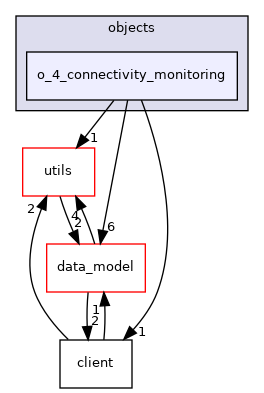 objects
o_4_connectivity_monitoring
1
utils
2
4
2
6
data_model
1
2
1
client